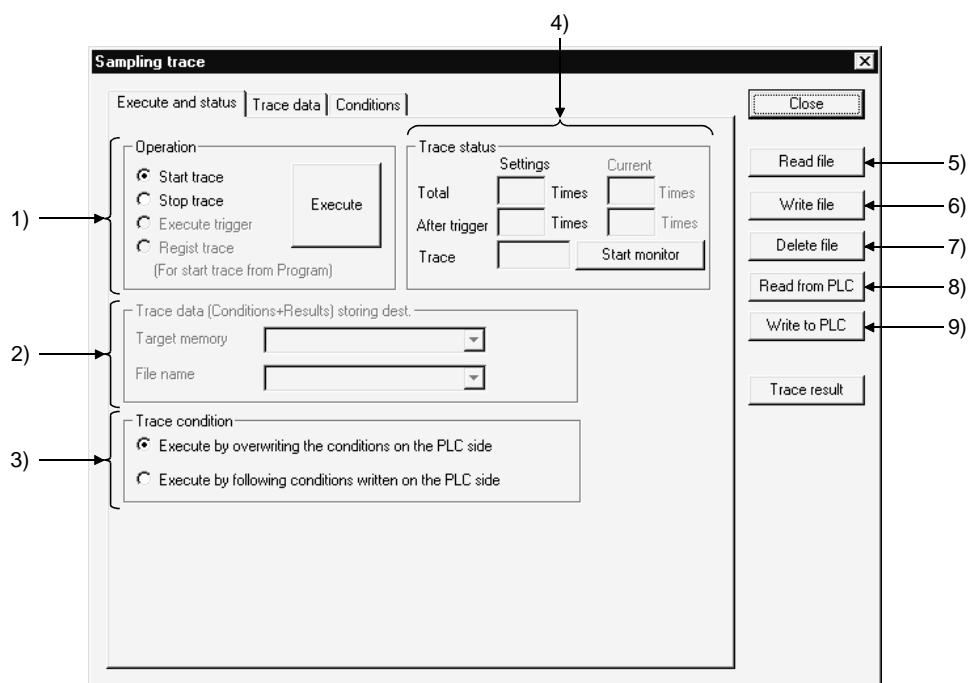 4)
Sampling trace
Execute and status Trace data Conditions
Close
Operation
Start trace
Stop trace
Execute trigger
Regist trace
(For start trace from Program)
Execute
1)
Trace status
Settings Current
Total Times Times
After trigger Times Times
Trace Start monitor
Read file 5)
Write file 6)
Delete file 7)
Read from PLC 8)
Write to PLC 9)
Trace result
2)
Trace data (Conditions+Results) storing dest.
Target memory
File name
3)
Trace condition
Execute by overwriting the conditions on the PLC side
Execute by following conditions written on the PLC side